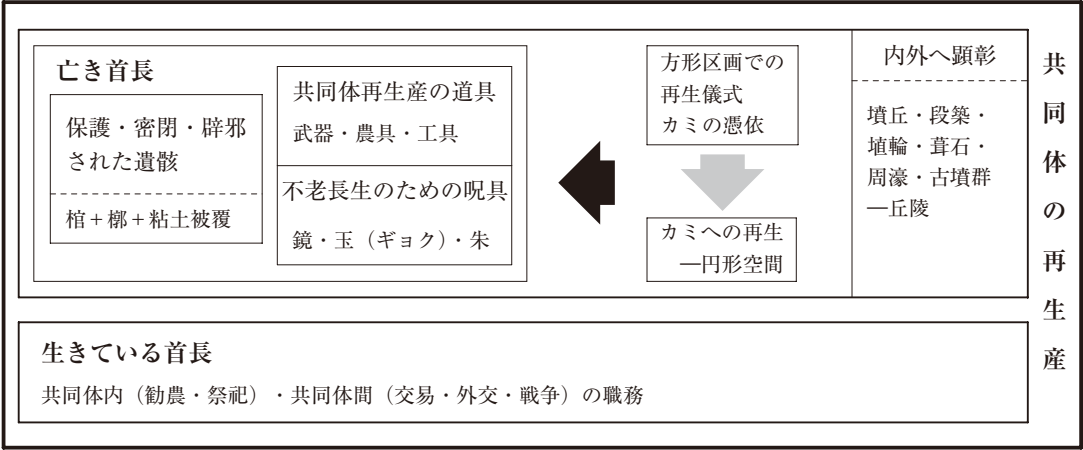 亡き首長
保護・密閉・辟邪
された遺骸
棺+槨+粘土被覆
共同体再生産の道具
武器・農具・工具
不老長生のための呪具
鏡・玉（ギョク）・朱
方形区画での
再生儀式
カミの憑依
カミへの再生
―円形空間
内外へ顕彰
墳丘・段築・
埴輪・葺石・
周濠・古墳群
―丘陵
共同体の再生産
生きている首長
共同体内（勧農・祭祀）・共同体間（交易・外交・戦争）の職務